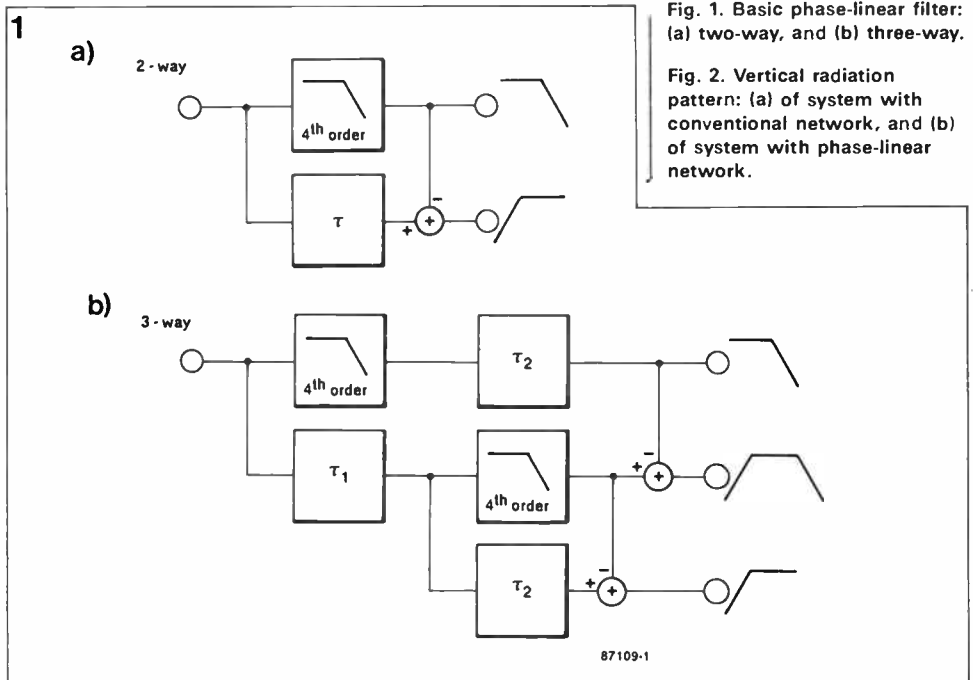 1
Fig. 1. Basic phase-linear filter:
(a) two-way, and (b) three-way.
Fig. 2. Vertical radiation
pattern: (a) of system with
conventional network, and (b)
of system with phase-linear
network.
a)
2 - way
4th order
τ
-
+
+
b)
3 - way
4th order
τ2
τ1
4th order
-
+
+
τ2
-
+
+
87109-1